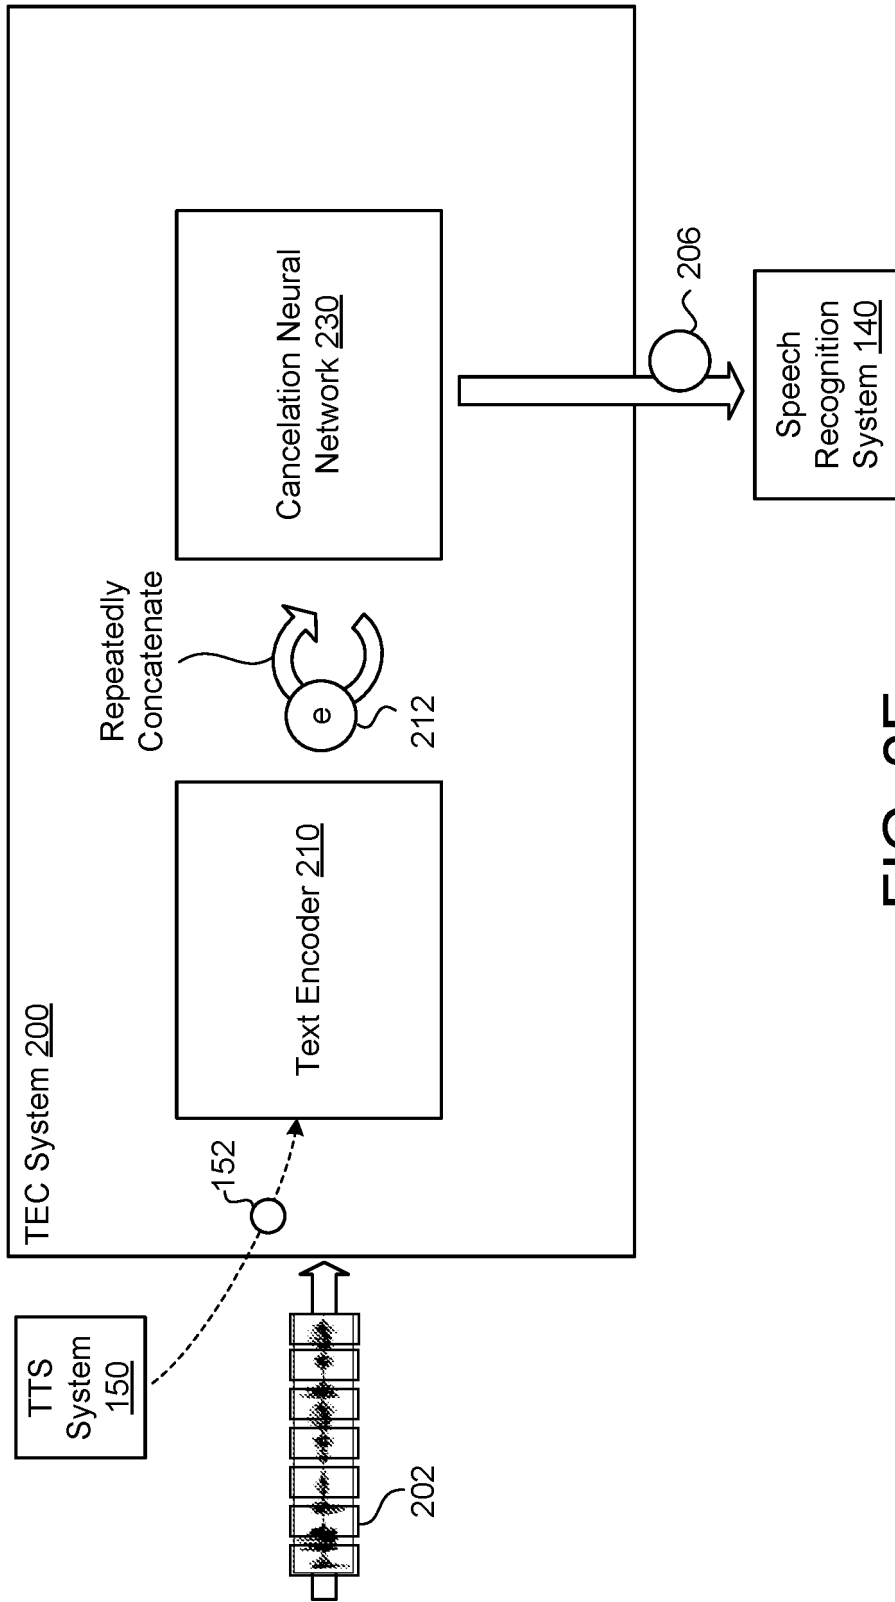 TTS
System
150
TEC System 200
152
202
Text Encoder 210
Repeatedly
Concatenate
e
212
Cancelation Neural
Network 230
206
Speech
Recognition
System 140